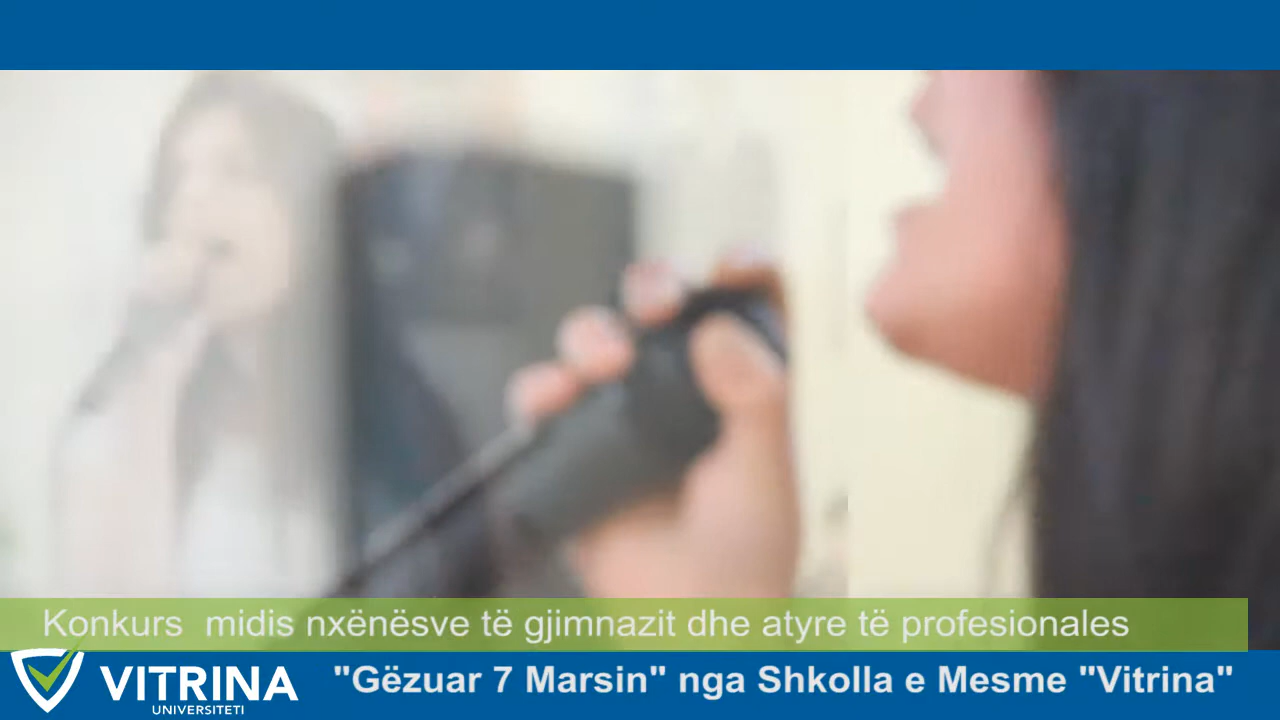 Konkurs midis nxënësve të gjimnazit dhe atyre të profesionales
VITRINA
UNIVERSITETI
"Gëzuar 7 Marsin" nga Shkolla e Mesme "Vitrina"